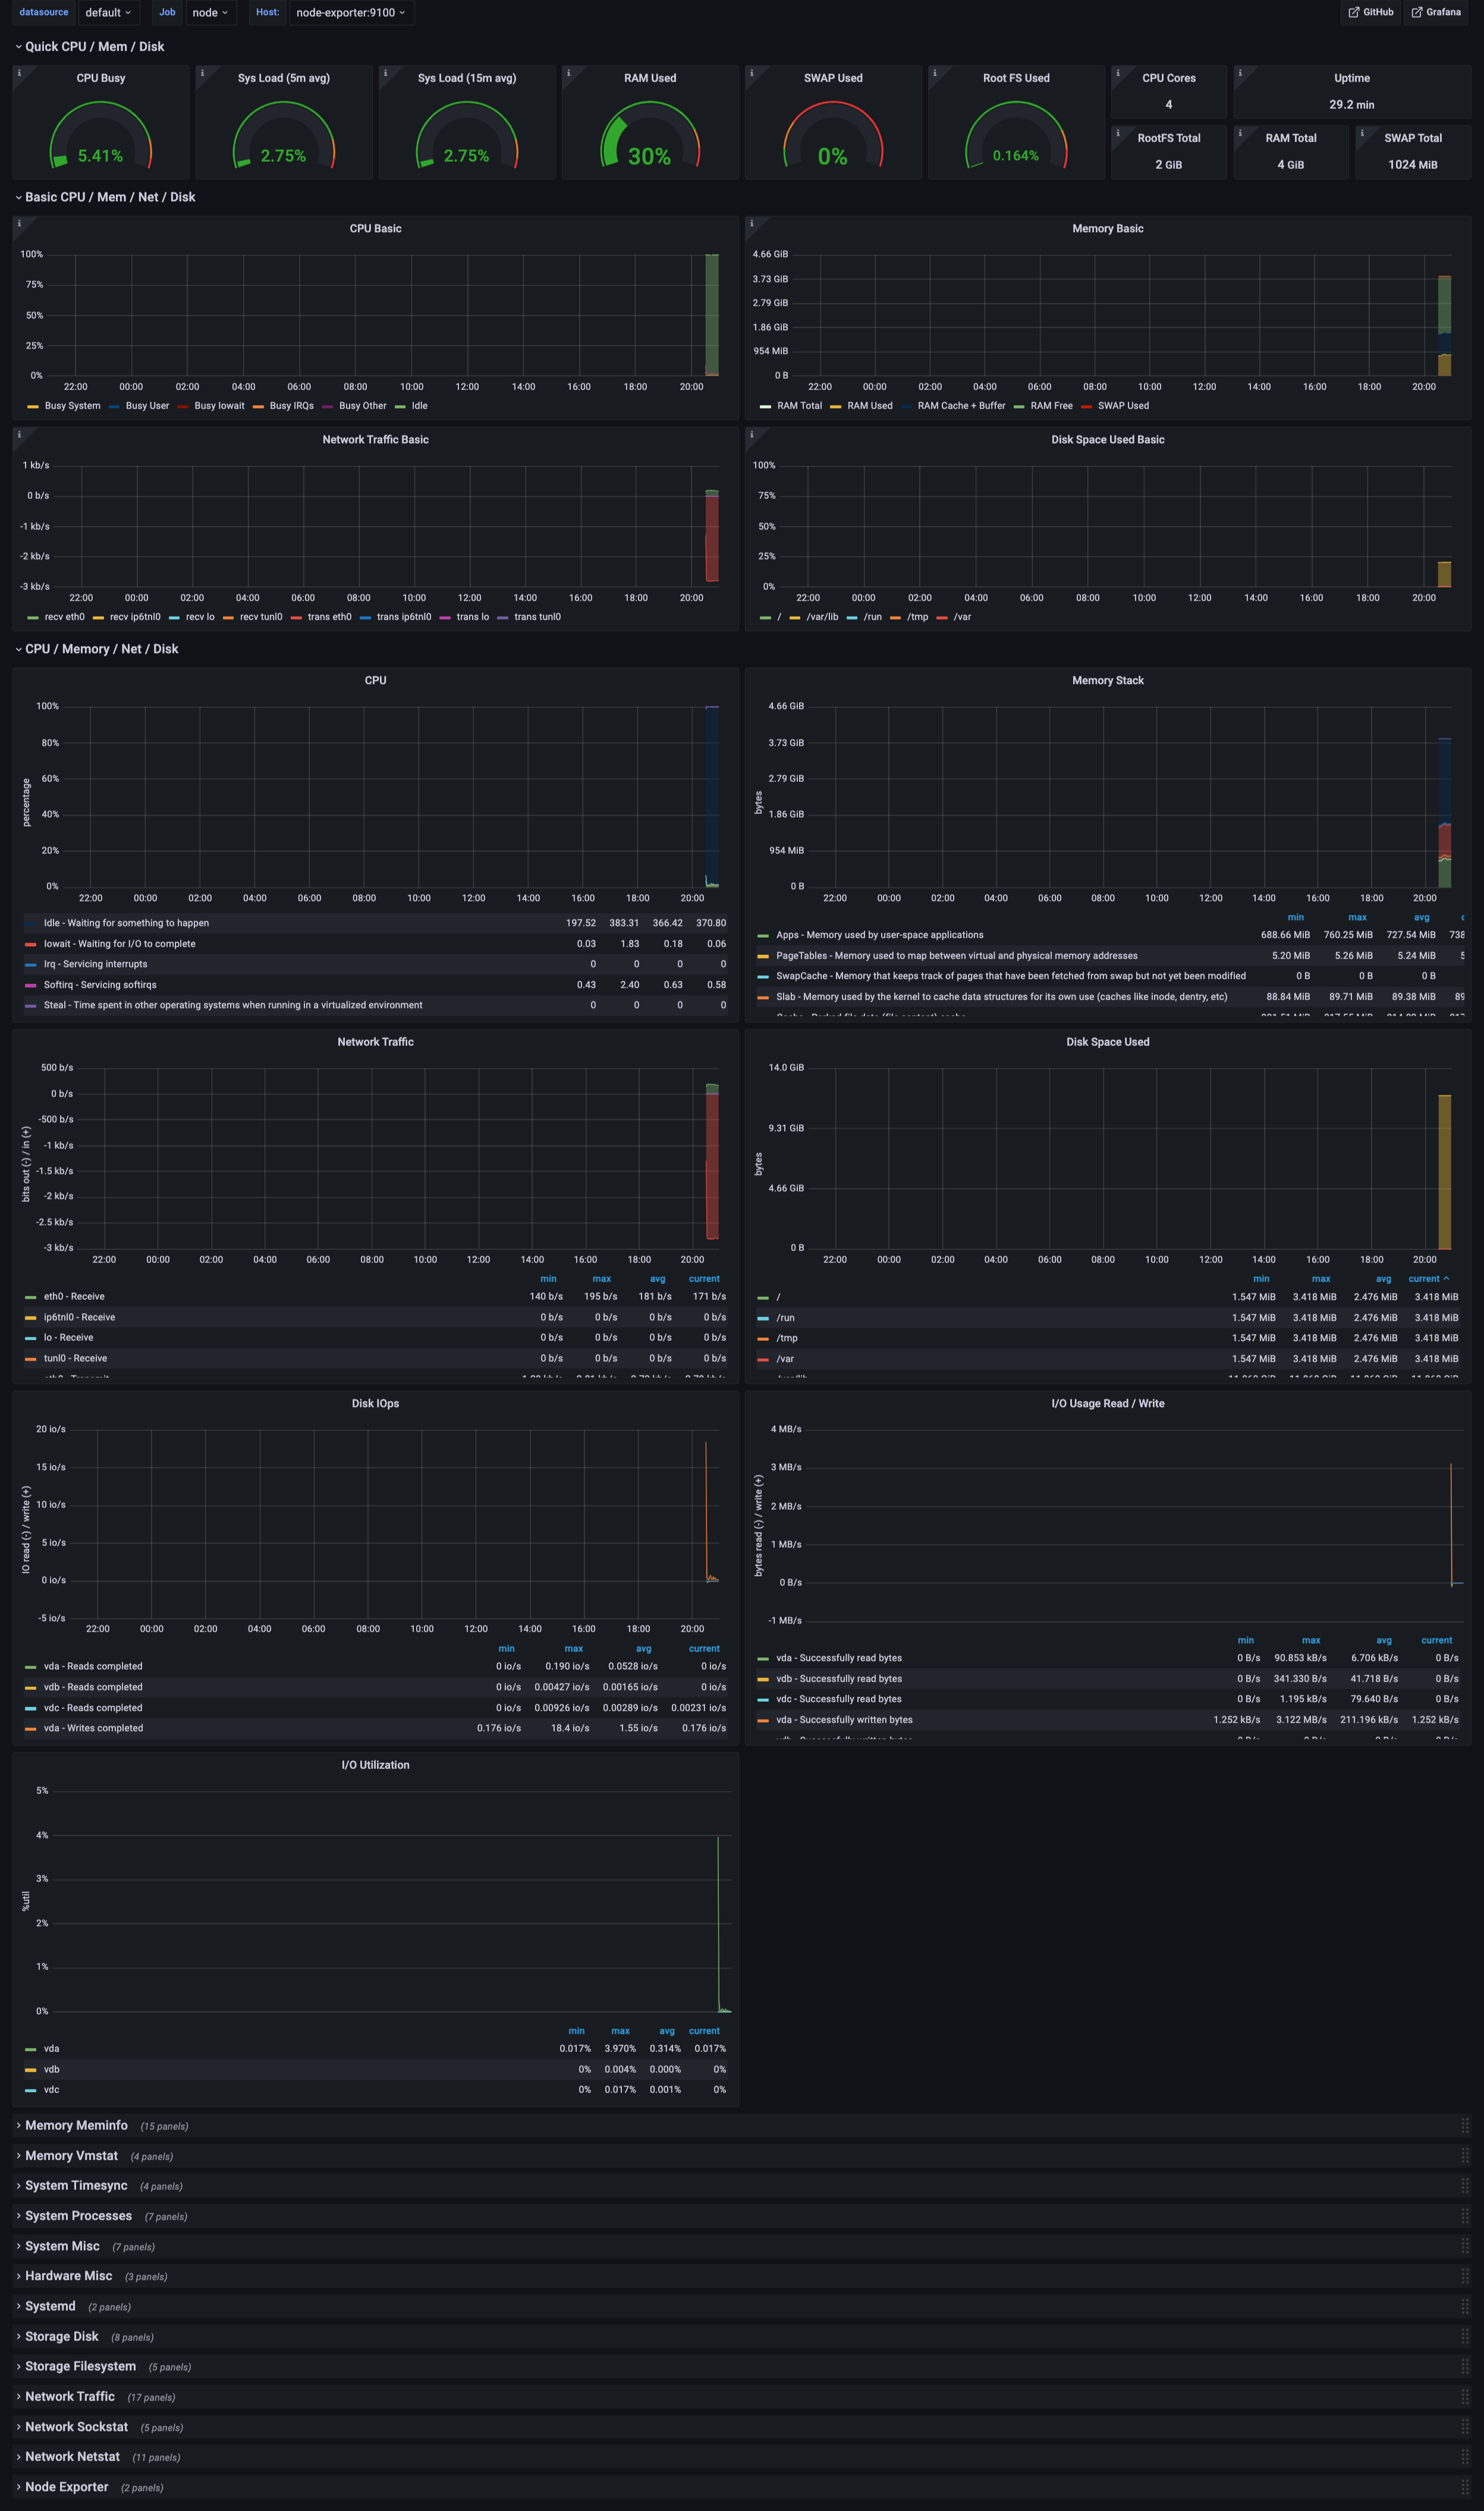 datasource default Job node Host: node-exporter:9100 GitHub Grafana
Quick CPU / Mem / Disk
CPU Busy
5.41%
Sys Load (5m avg)
2.75%
Sys Load (15m avg)
2.75%
RAM Used
30%
SWAP Used
0%
Root FS Used
0.164%
CPU Cores
4
Uptime
29.2 min
RootFS Total
2 GiB
RAM Total
4 GiB
SWAP Total
1024 MiB
Basic CPU / Mem / Net / Disk
CPU Basic
100%
75%
50%
25%
0%
22:00 00:00 02:00 04:00 06:00 08:00 10:00 12:00 14:00 16:00 18:00 20:00
Busy System Busy User Busy Iowait Busy IRQs Busy Other Idle
Memory Basic
4.66 GiB
3.73 GiB
2.79 GiB
1.86 GiB
954 MiB
0 B
22:00 00:00 02:00 04:00 06:00 08:00 10:00 12:00 14:00 16:00 18:00 20:00
RAM Total RAM Used RAM Cache + Buffer RAM Free SWAP Used
Network Traffic Basic
1 kb/s
0 b/s
-1 kb/s
-2 kb/s
-3 kb/s
22:00 00:00 02:00 04:00 06:00 08:00 10:00 12:00 14:00 16:00 18:00 20:00
recv eth0 recv ip6tnl0 recv lo recv tunl0 trans eth0 trans ip6tnl0 trans lo trans tunl0
Disk Space Used Basic
100%
75%
50%
25%
0%
22:00 00:00 02:00 04:00 06:00 08:00 10:00 12:00 14:00 16:00 18:00 20:00
/ /var/lib /run /tmp /var
CPU / Memory / Net / Disk
CPU
percentage
100%
80%
60%
40%
20%
0%
22:00 00:00 02:00 04:00 06:00 08:00 10:00 12:00 14:00 16:00 18:00 20:00
Idle - Waiting for something to happen 197.52 383.31 366.42 370.80
Iowait - Waiting for I/O to complete 0.03 1.83 0.18 0.06
Irq - Servicing interrupts 0 0 0 0
Softirq - Servicing softirqs 0.43 2.40 0.63 0.58
Steal - Time spent in other operating systems when running in a virtualized environment 0 0 0 0
Memory Stack
bytes
4.66 GiB
3.73 GiB
2.79 GiB
1.86 GiB
954 MiB
0 B
22:00 00:00 02:00 04:00 06:00 08:00 10:00 12:00 14:00 16:00 18:00 20:00
min max avg
Apps - Memory used by user-space applications 688.66 MiB 760.25 MiB 727.54 MiB 738
PageTables - Memory used to map between virtual and physical memory addresses 5.20 MiB 5.26 MiB 5.24 MiB
SwapCache - Memory that keeps track of pages that have been fetched from swap but not yet been modified 0 B 0 B 0 B
Slab - Memory used by the kernel to cache data structures for its own use (caches like inode, dentry, etc) 88.84 MiB 89.71 MiB 89.38 MiB 89
Network Traffic
bits out (-) / in (+)
500 b/s
0 b/s
-500 b/s
-1 kb/s
-1.5 kb/s
-2 kb/s
-2.5 kb/s
-3 kb/s
22:00 00:00 02:00 04:00 06:00 08:00 10:00 12:00 14:00 16:00 18:00 20:00
min max avg current
eth0 - Receive 140 b/s 195 b/s 181 b/s 171 b/s
ip6tnl0 - Receive 0 b/s 0 b/s 0 b/s 0 b/s
lo - Receive 0 b/s 0 b/s 0 b/s 0 b/s
tunl0 - Receive 0 b/s 0 b/s 0 b/s 0 b/s
Disk Space Used
bytes
14.0 GiB
9.31 GiB
4.66 GiB
0 B
22:00 00:00 02:00 04:00 06:00 08:00 10:00 12:00 14:00 16:00 18:00 20:00
min max avg current
/ 1.547 MiB 3.418 MiB 2.476 MiB 3.418 MiB
/run 1.547 MiB 3.418 MiB 2.476 MiB 3.418 MiB
/tmp 1.547 MiB 3.418 MiB 2.476 MiB 3.418 MiB
/var 1.547 MiB 3.418 MiB 2.476 MiB 3.418 MiB
Disk IOps
IO read (-) / write (+)
20 io/s
15 io/s
10 io/s
5 io/s
0 io/s
-5 io/s
22:00 00:00 02:00 04:00 06:00 08:00 10:00 12:00 14:00 16:00 18:00 20:00
min max avg current
vda - Reads completed 0 io/s 0.190 io/s 0.0528 io/s 0 io/s
vdb - Reads completed 0 io/s 0.00427 io/s 0.00165 io/s 0 io/s
vdc - Reads completed 0 io/s 0.00926 io/s 0.00289 io/s 0.00231 io/s
vda - Writes completed 0.176 io/s 18.4 io/s 1.55 io/s 0.176 io/s
I/O Usage Read / Write
bytes read (-) / write (+)
4 MB/s
3 MB/s
2 MB/s
1 MB/s
0 B/s
-1 MB/s
min max avg current
vda - Successfully read bytes 0 B/s 90.853 kB/s 6.706 kB/s 0 B/s
vdb - Successfully read bytes 0 B/s 341.330 B/s 41.718 B/s 0 B/s
vdc - Successfully read bytes 0 B/s 1.195 kB/s 79.640 B/s 0 B/s
vda - Successfully written bytes 1.252 kB/s 3.122 MB/s 211.196 kB/s 1.252 kB/s
I/O Utilization
%util
5%
4%
3%
2%
1%
0%
min max avg current
vda 0.017% 3.970% 0.314% 0.017%
vdb 0% 0.004% 0.000% 0%
vdc 0% 0.017% 0.001% 0%
Memory Meminfo (15 panels)
Memory Vmstat (4 panels)
System Timesync (4 panels)
System Processes (7 panels)
System Misc (7 panels)
Hardware Misc (3 panels)
Systemd (2 panels)
Storage Disk (8 panels)
Storage Filesystem (5 panels)
Network Traffic (17 panels)
Network Sockstat (5 panels)
Network Netstat (11 panels)
Node Exporter (2 panels)